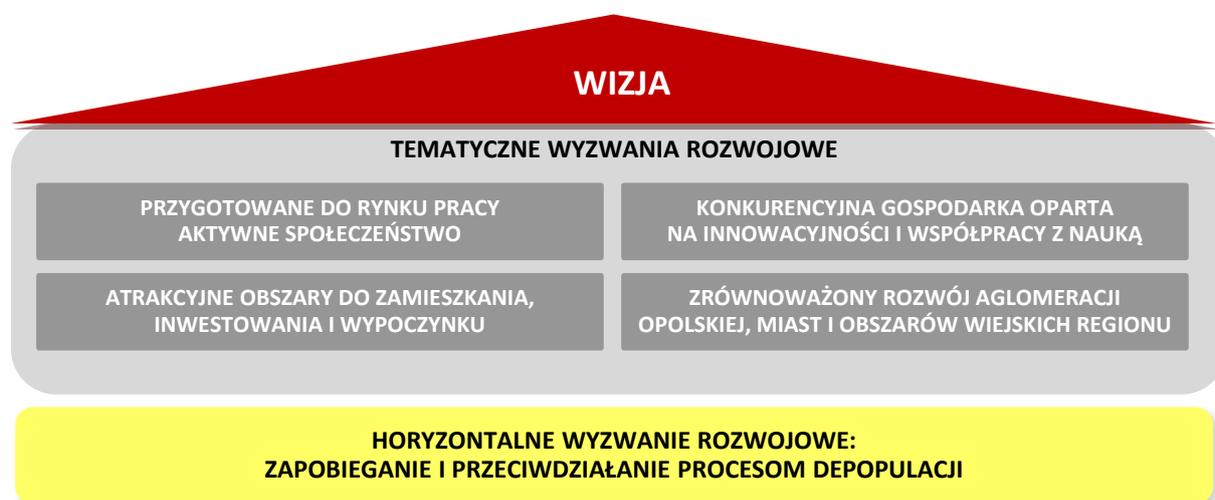 WIZJA
TEMATYCZNE WYZWANIA ROZWOJOWE
PRZYGOTOWANE DO RYNKU PRACY
AKTYWNE SPOŁECZEŃSTWO
KONKURENCYJNA GOSPODARKA OPARTA
NA INNOWACYJNOŚCI I WSPÓŁPRACY Z NAUKĄ
ATRAKCYJNE OBSZARY DO ZAMIESZKANIA,
INWESTOWANIA I WYPOCZYNKU
ZRÓWNOWAŻONY ROZWÓJ AGLOMERACJI
OPOLSKIEJ, MIAST I OBSZARÓW WIEJSKICH REGIONU
HORYZONTALNE WYZWANIE ROZWOJOWE:
ZAPOBIEGANIE I PRZECIWDZIAŁANIE PROCESOM DEPOPULACJI